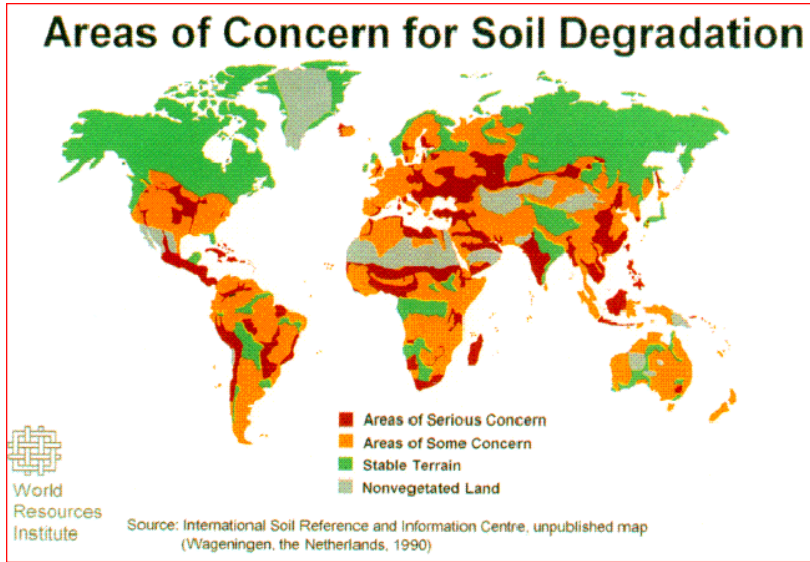 Areas of Concern for Soil Degradation
Areas of Serious Concern
Areas of Some Concern
Stable Terrain
Nonvegetated Land
World
Resources
Institute
Source: International Soil Reference and Information Centre, unpublished map
(Wageningen, the Netherlands, 1990)